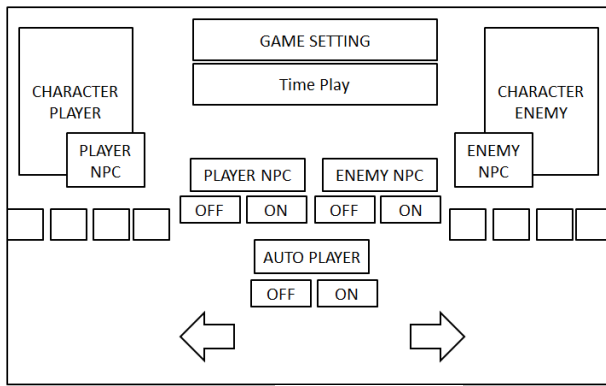 GAME SETTING
Time Play
CHARACTER
PLAYER
PLAYER
NPC
CHARACTER
ENEMY
ENEMY
NPC
PLAYER NPC
ENEMY NPC
OFF
ON
OFF
ON
AUTO PLAYER
OFF
ON